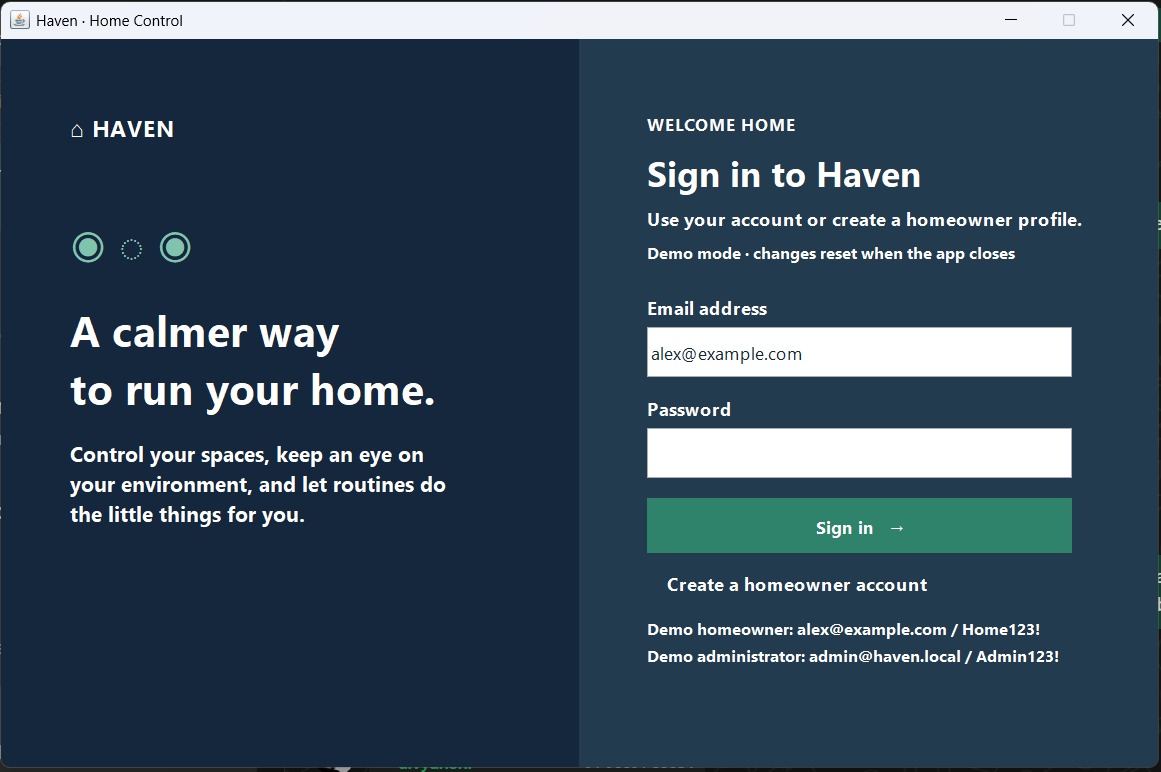 Haven · Home Control
⌂ HAVEN
A calmer way
to run your home.
Control your spaces, keep an eye on
your environment, and let routines do
the little things for you.
WELCOME HOME
Sign in to Haven
Use your account or create a homeowner profile.
Demo mode · changes reset when the app closes
Email address
alex@example.com
Password
Sign in →
Create a homeowner account
Demo homeowner: alex@example.com / Home123!
Demo administrator: admin@haven.local / Admin123!